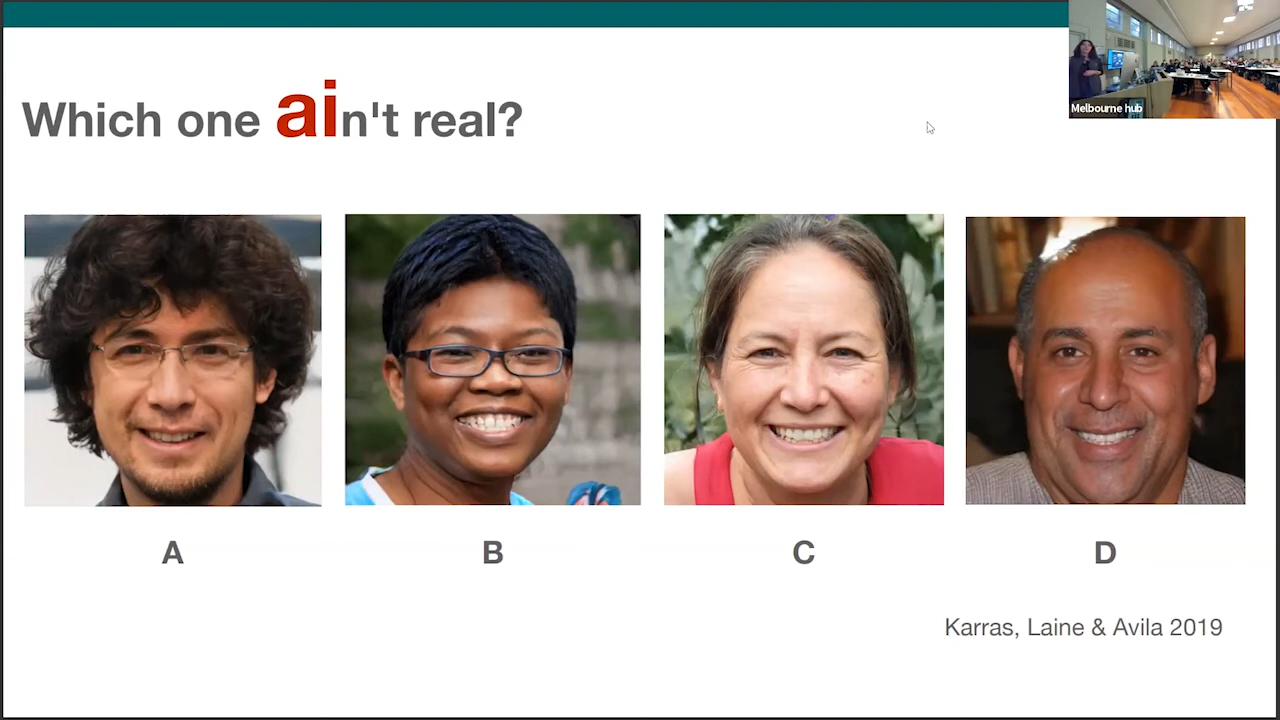 Which one ain't real?
Melbourne hub
A
B
C
D
Karras, Laine & Avila 2019